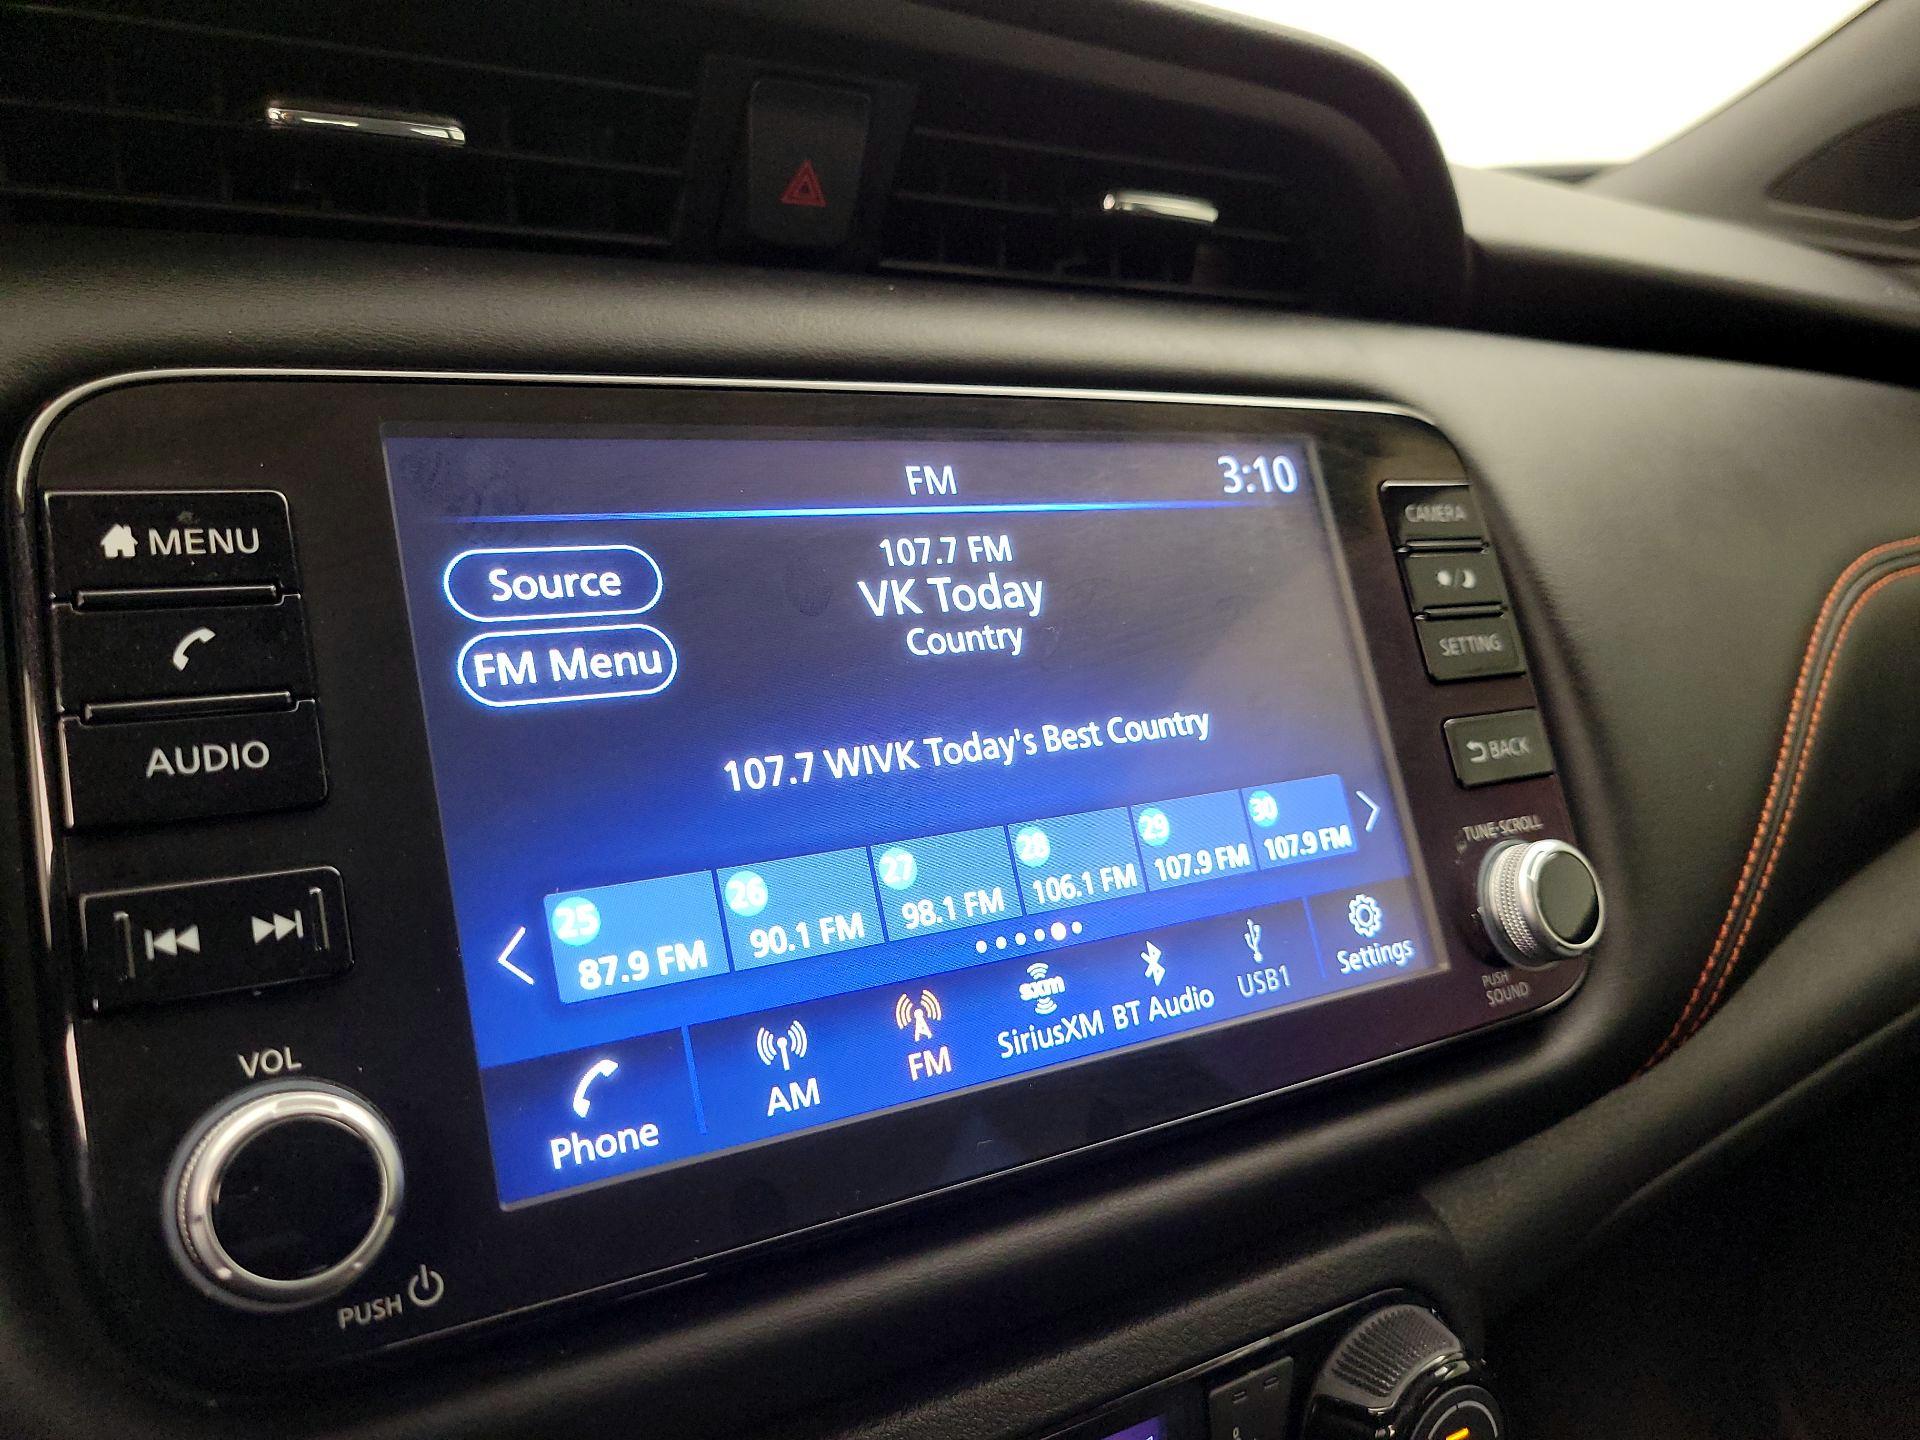 FM
3:10
MENU
AUDIO
VOL
PUSH
Source
FM Menu
107.7 FM
VK Today
Country
107.7 WIVK Today's Best Country
25
87.9 FM
26
90.1 FM
27
98.1 FM
28
106.1 FM
29
107.9 FM
30
107.9 FM
Phone
AM
FM
sxm
SiriusXM
BT Audio
USB1
Settings
CAMERA
SETTING
BACK
TUNE·SCROLL
PUSH
SOUND